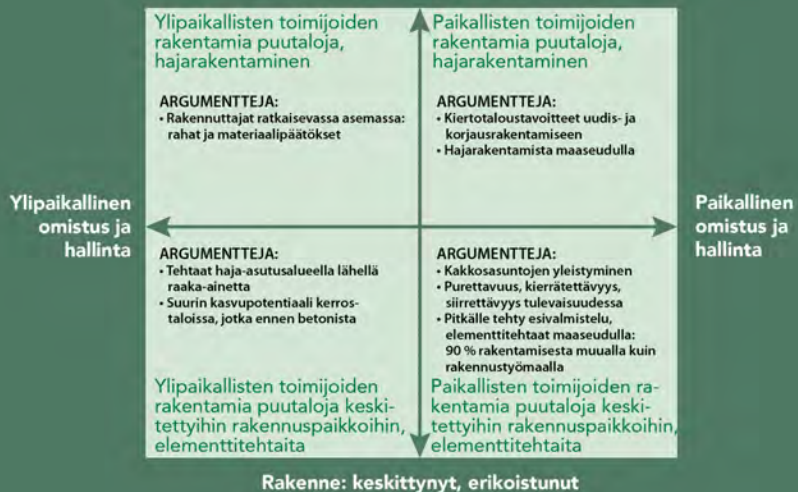 Ylipaikallisten toimijoiden
rakentamia puutaloja,
hajarakentaminen
ARGUMENTTEJA:
• Rakennuttajat ratkaisevassa asemassa:
rahat ja materiaalipäätökset
Paikallisten toimijoiden
rakentamia puutaloja,
hajarakentaminen
ARGUMENTTEJA:
• Kiertotaloustavoitteet uudis- ja
korjausrakentamiseen
• Hajarakentamista maaseudulla
Ylipaikallinen
omistus ja
hallinta
Paikallinen
omistus ja
hallinta
ARGUMENTTEJA:
• Tehtaat haja-asutusalueella lähellä
raaka-ainetta
• Suurin kasvupotentiaali kerros-
taloissa, jotka ennen betonista
Ylipaikallisten toimijoiden
rakentamia puutaloja keski-
tettyihin rakennuspaikkoihin,
elementtitehtaita
ARGUMENTTEJA:
• Kakkosasuntojen yleistyminen
• Purettavuus, kierrätettävyys,
siirrettävyys tulevaisuudessa
• Pitkälle tehty esivalmistelu,
elementtitehtaat maaseudulla:
90 % rakentamisesta muualla kuin
rakennustyömaalla
Paikallisten toimijoiden ra-
kentamia puutaloja keski-
tettyihin rakennuspaikkoihin,
elementtitehtaita
Rakenne: keskittynyt, erikoistunut